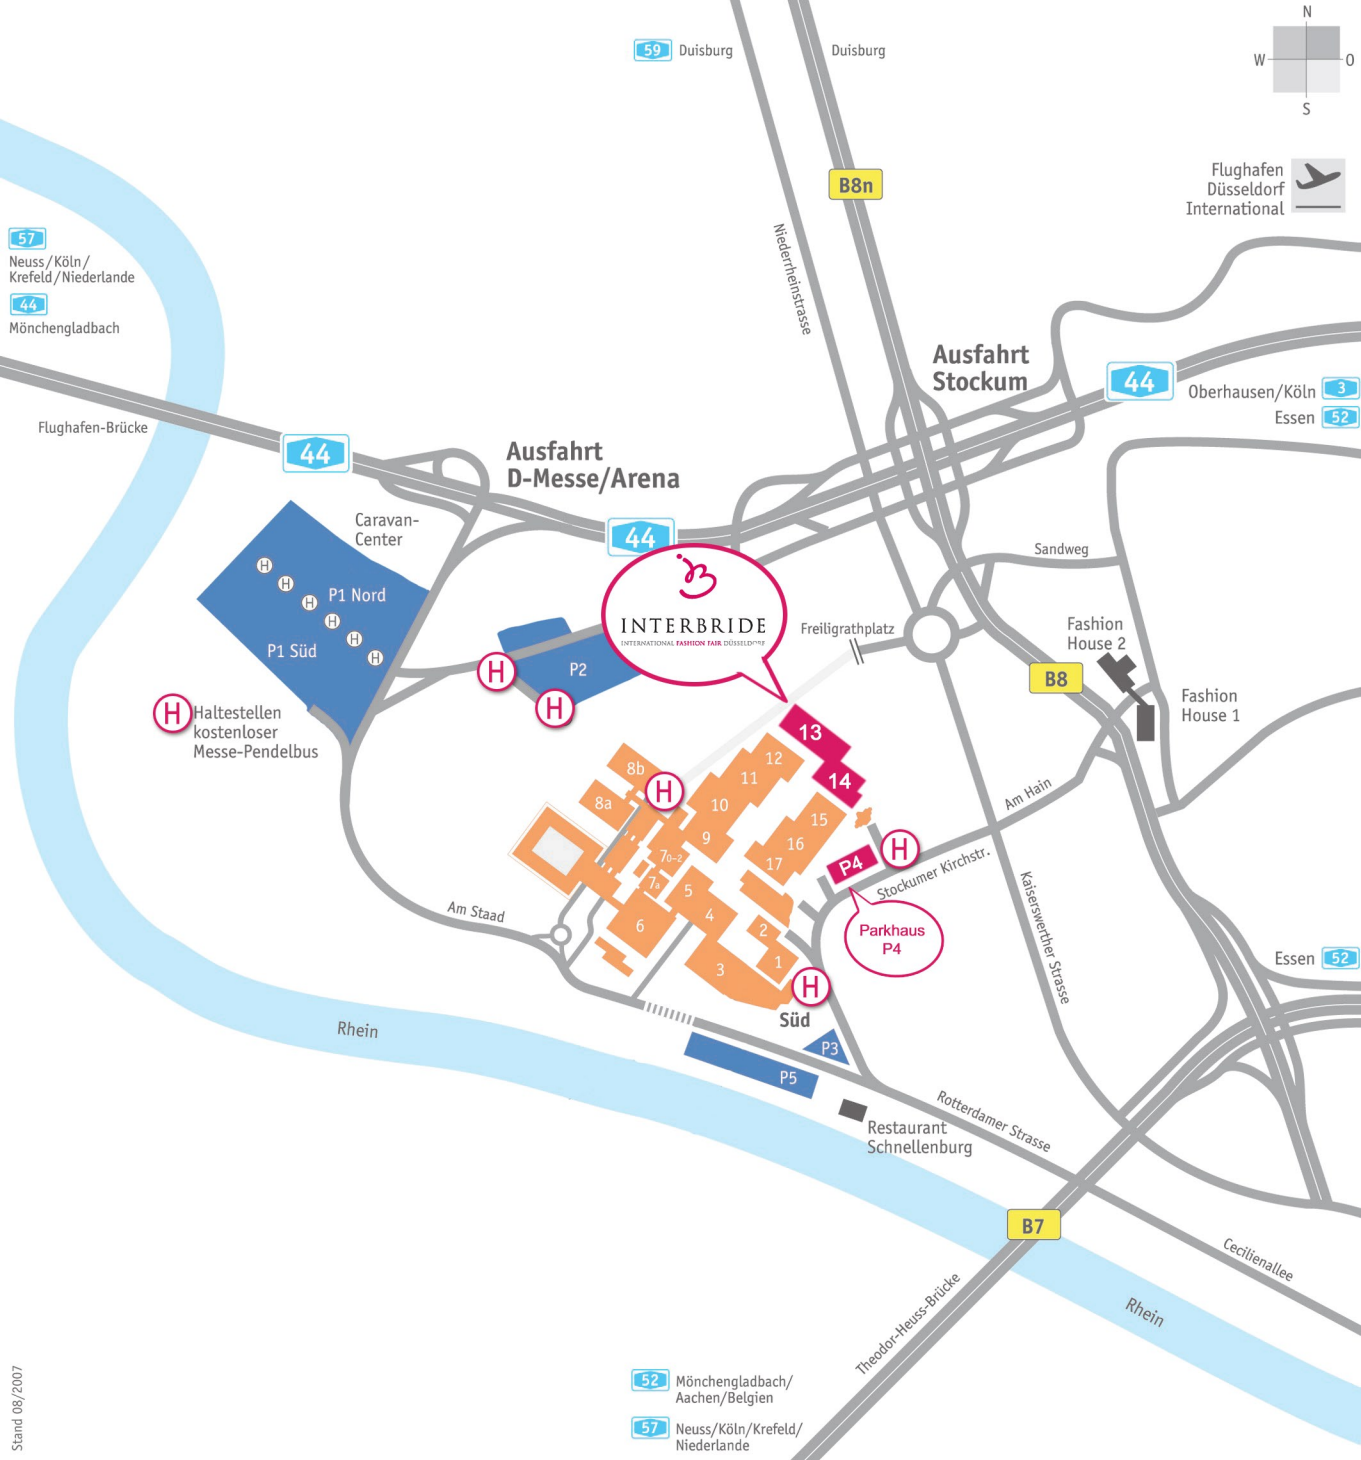 N
W
O
S
59 Duisburg
Duisburg
B8n
Flughafen
Düsseldorf
International
57
Neuss/Köln/
Krefeld/Niederlande
44
Mönchengladbach
Niederrheinstrasse
Ausfahrt
Stockum
44
Oberhausen/Köln 3
Essen 52
Flughafen-Brücke
44
Ausfahrt
D-Messe/Arena
44
Caravan-
Center
Sandweg
H
H
H
H
H
H
P1 Nord
P1 Süd
INTERBRIDE
INTERNATIONAL FASHION FAIR DÜSSELDORF
Freiligrathplatz
Fashion
House 2
B8
Fashion
House 1
H
H
P2
H Haltestellen
kostenloser
Messe-Pendelbus
13
14
12
11
10
9
8b
8a
H
15
16
17
7 0-2
7a
5
4
6
3
2
1
P4
H
Am Hain
Stockumer Kirchstr.
Parkhaus
P4
Kaiserswerther Strasse
Am Staad
H
Süd
P3
P5
Essen 52
Rhein
Rotterdamer Strasse
Restaurant
Schnellenburg
B7
Cecilienallee
Theodor-Heuss-Brücke
Rhein
52 Mönchengladbach/
Aachen/Belgien
57 Neuss/Köln/Krefeld/
Niederlande
Stand 08/2007